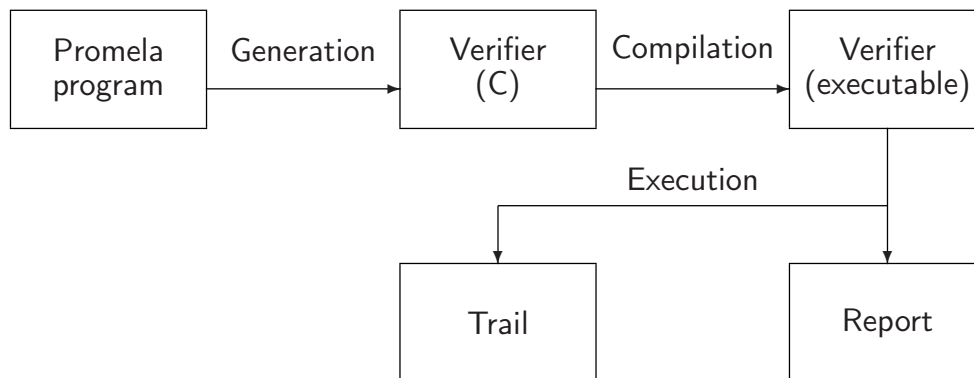 Promela
program
Generation
Verifier
(C)
Compilation
Verifier
(executable)
Execution
Trail
Report